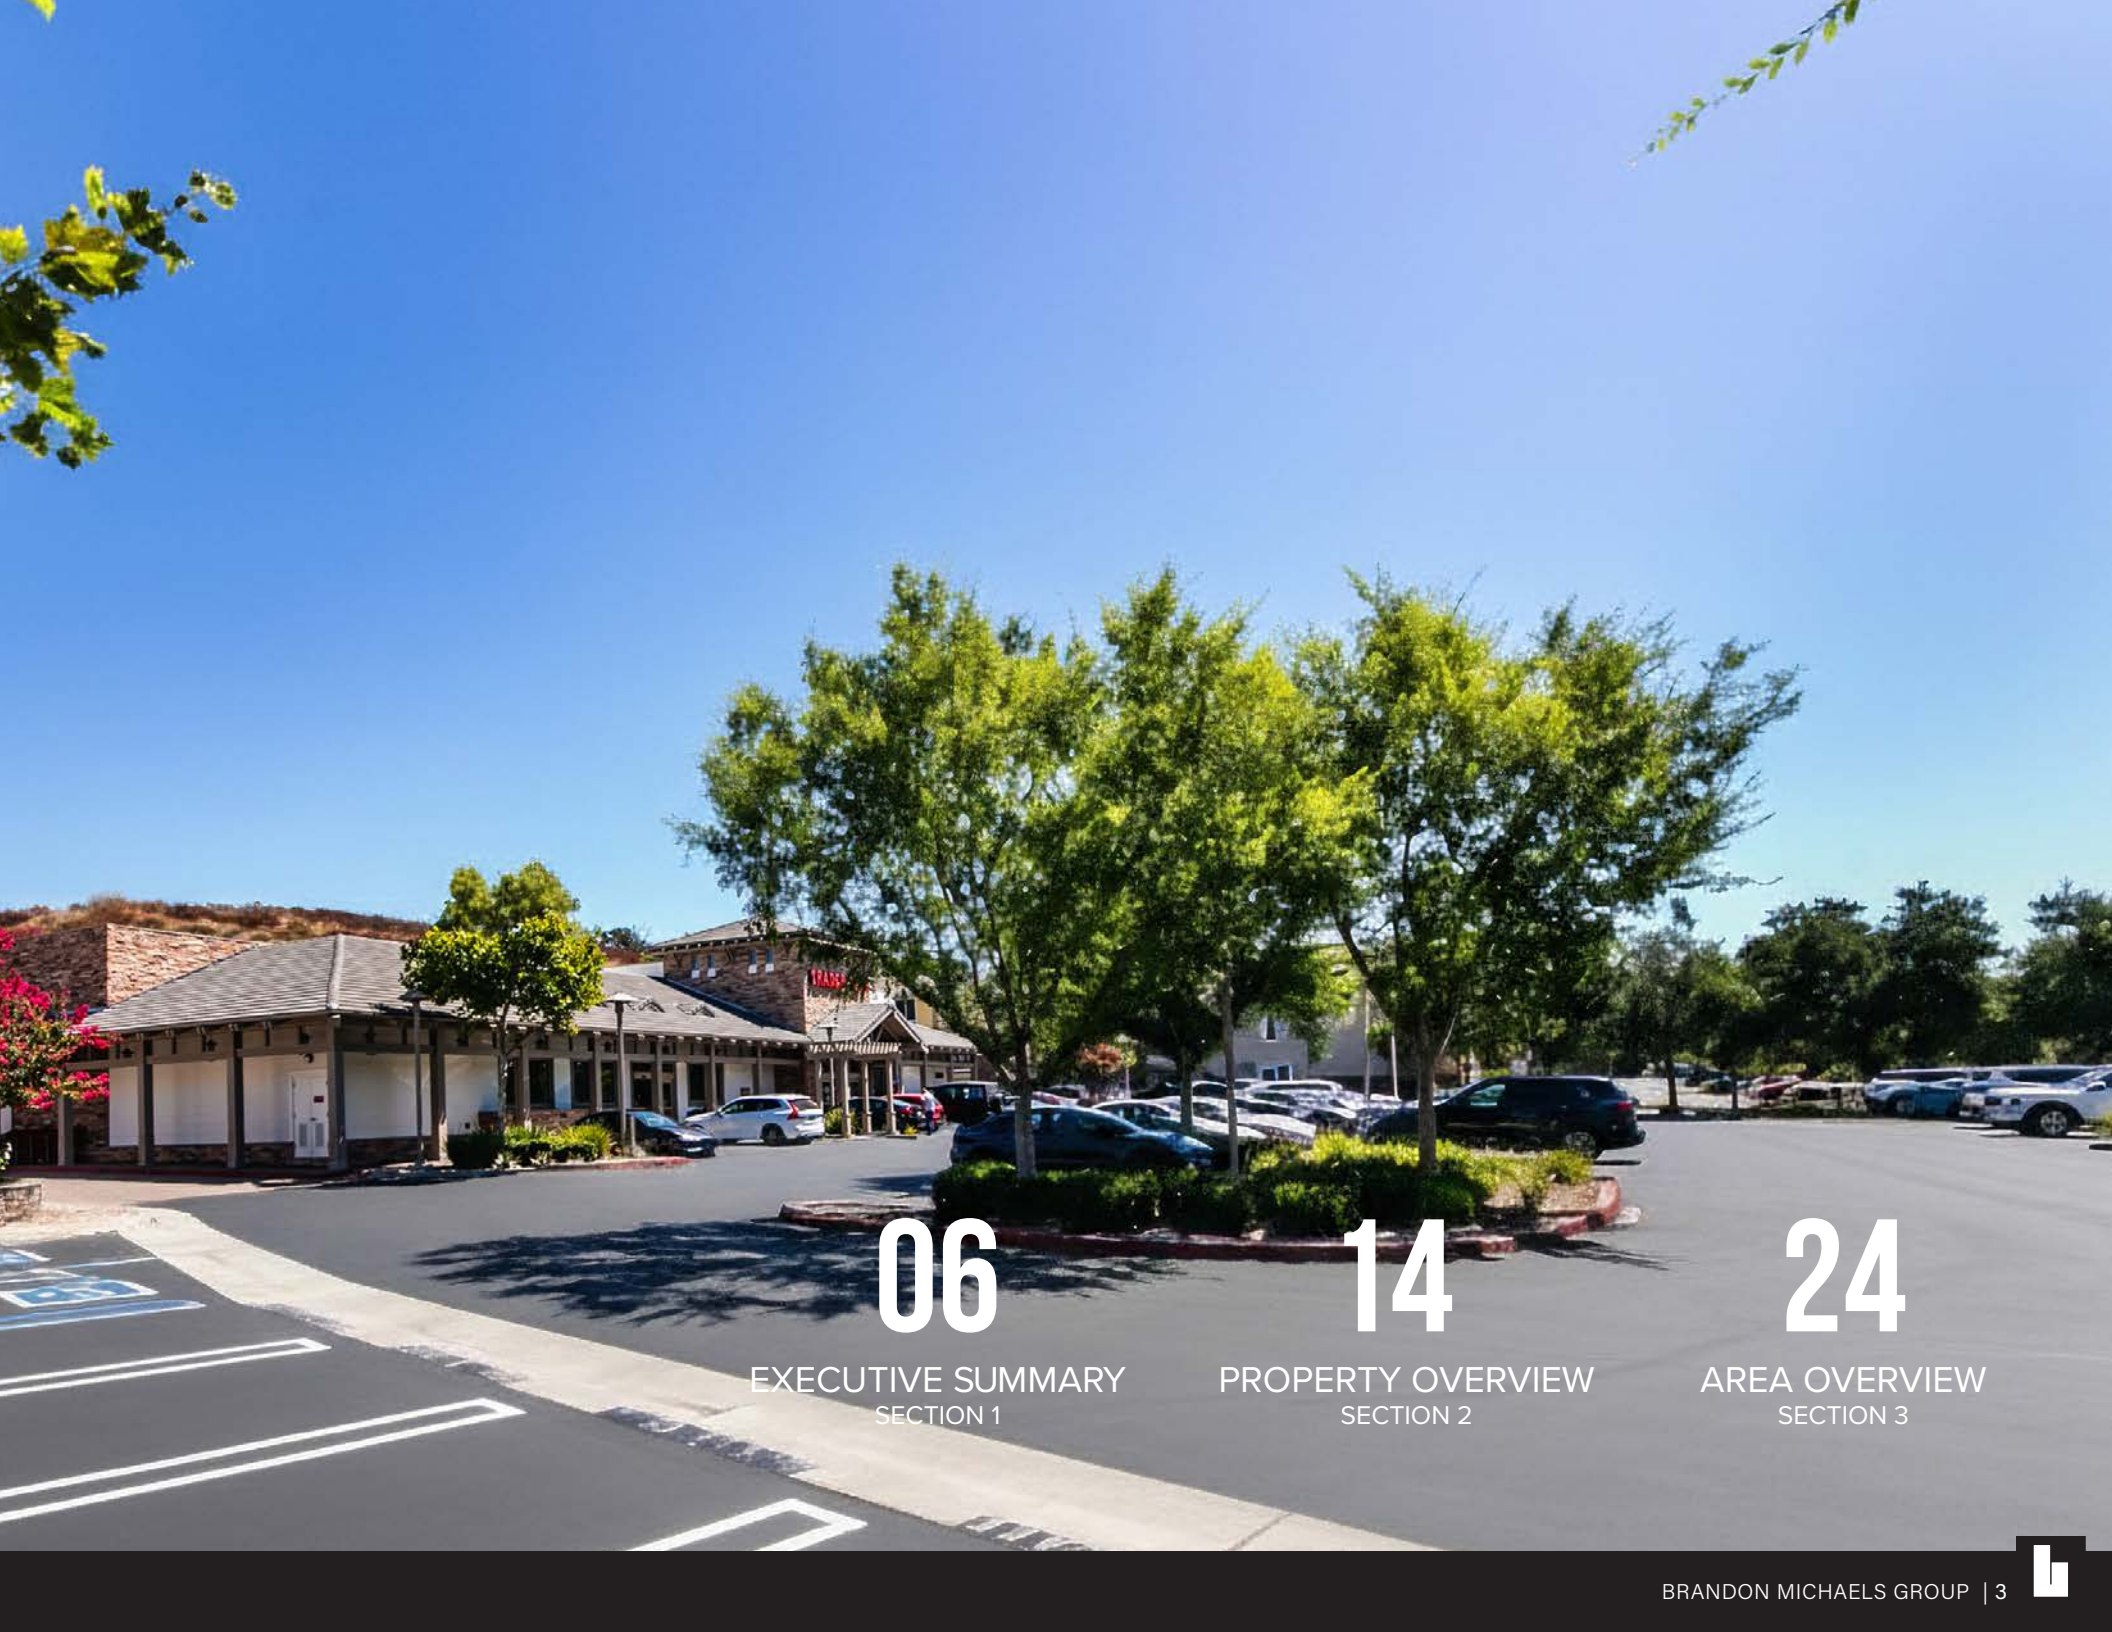 TRADER
06
EXECUTIVE SUMMARY
SECTION 1
14
PROPERTY OVERVIEW
SECTION 2
24
AREA OVERVIEW
SECTION 3
BRANDON MICHAELS GROUP | 3